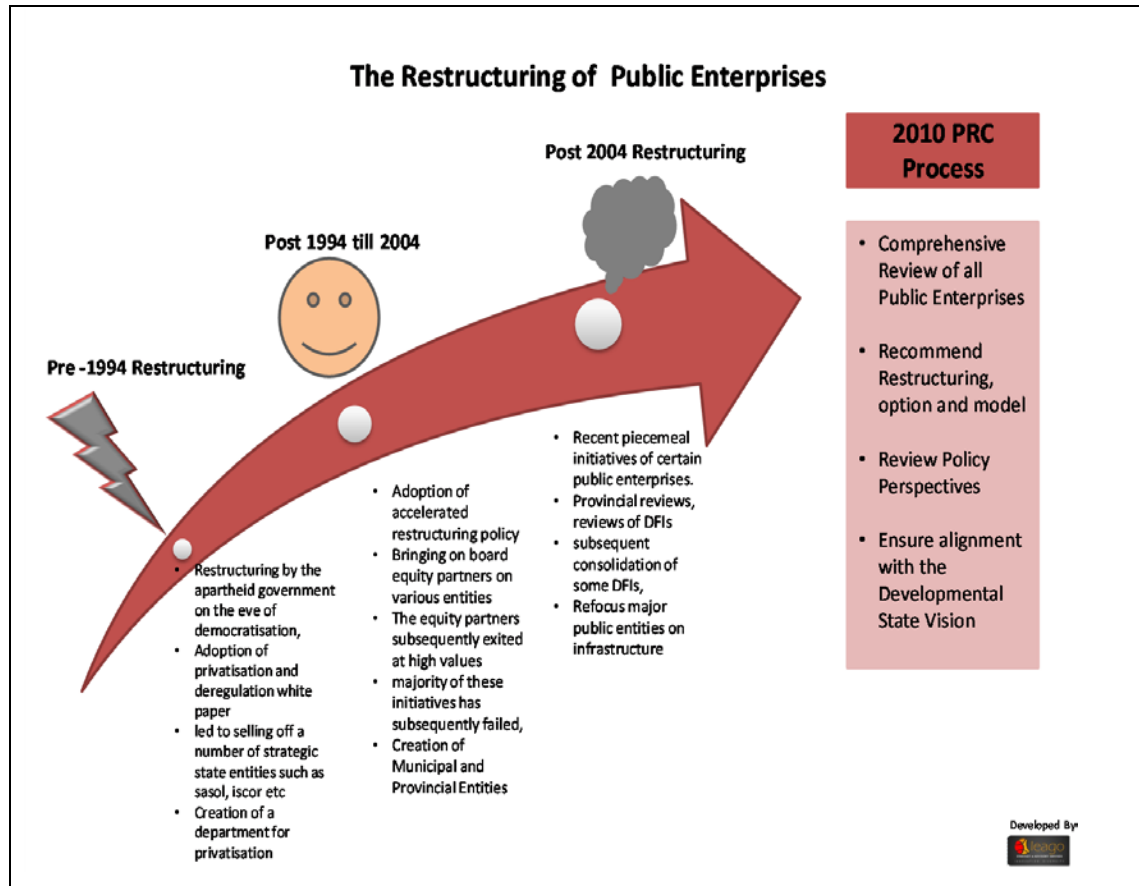 The Restructuring of Public Enterprises
Pre -1994 Restructuring
• Restructuring by the
apartheid government
on the eve of
democratisation,
• Adoption of
privatisation and
deregulation white
paper
• led to selling off a
number of strategic
state entities such as
sasol, iscor etc
• Creation of a
department for
privatisation
Post 1994 till 2004
• Adoption of
accelerated
restructuring policy
• Bringing on board
equity partners on
various entities
• The equity partners
subsequently exited
at high values
• majority of these
initiatives has
subsequently failed,
• Creation of
Municipal and
Provincial Entities
Post 2004 Restructuring
• Recent piecemeal
initiatives of certain
public enterprises.
• Provincial reviews,
reviews of DFIs
• subsequent
consolidation of
some DFIs,
• Refocus major
public entities on
infrastructure
2010 PRC
Process
• Comprehensive
Review of all
Public Enterprises
• Recommend
Restructuring,
option and model
• Review Policy
Perspectives
• Ensure alignment
with the
Developmental
State Vision
Developed By:
leago